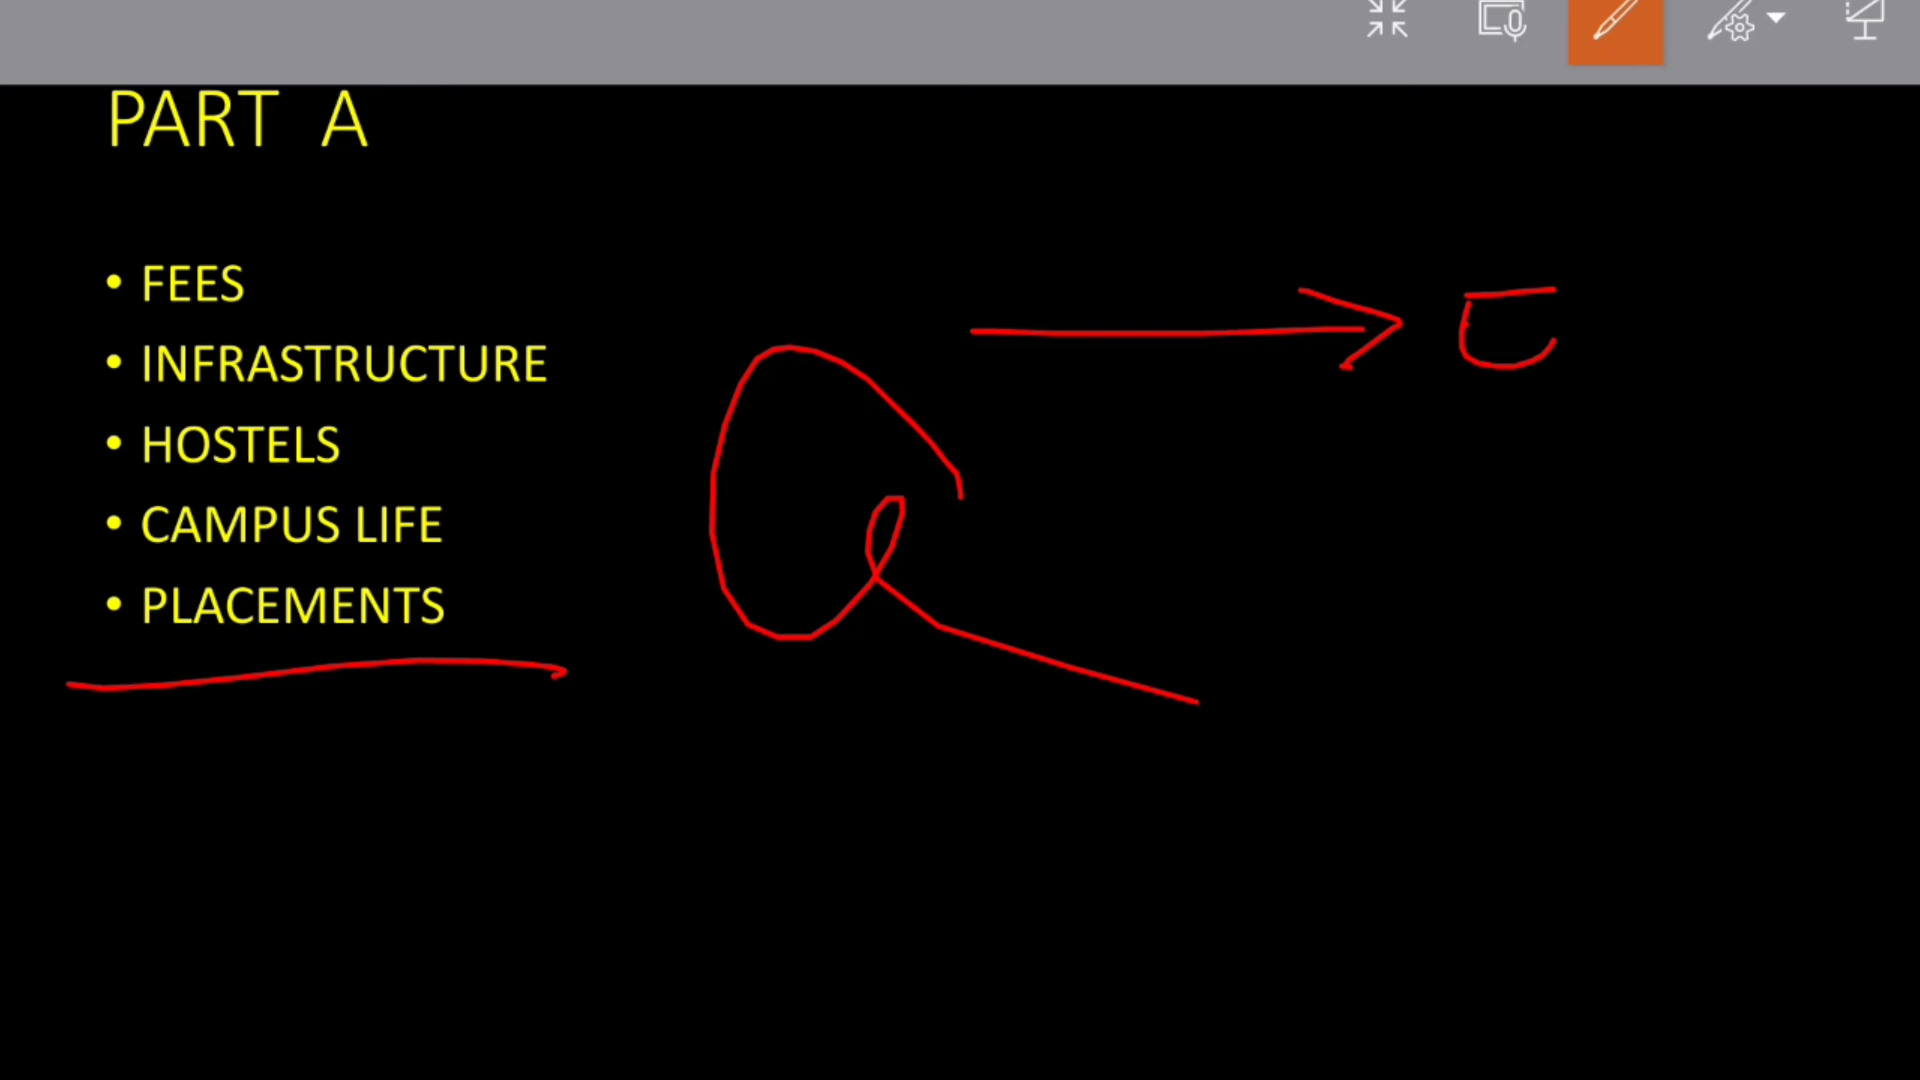 PART A
• FEES
• INFRASTRUCTURE
• HOSTELS
• CAMPUS LIFE
• PLACEMENTS